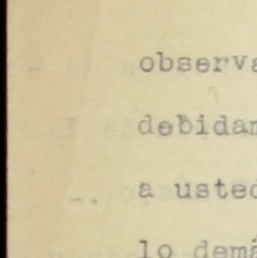 observa
debidam
a usted
lo demá